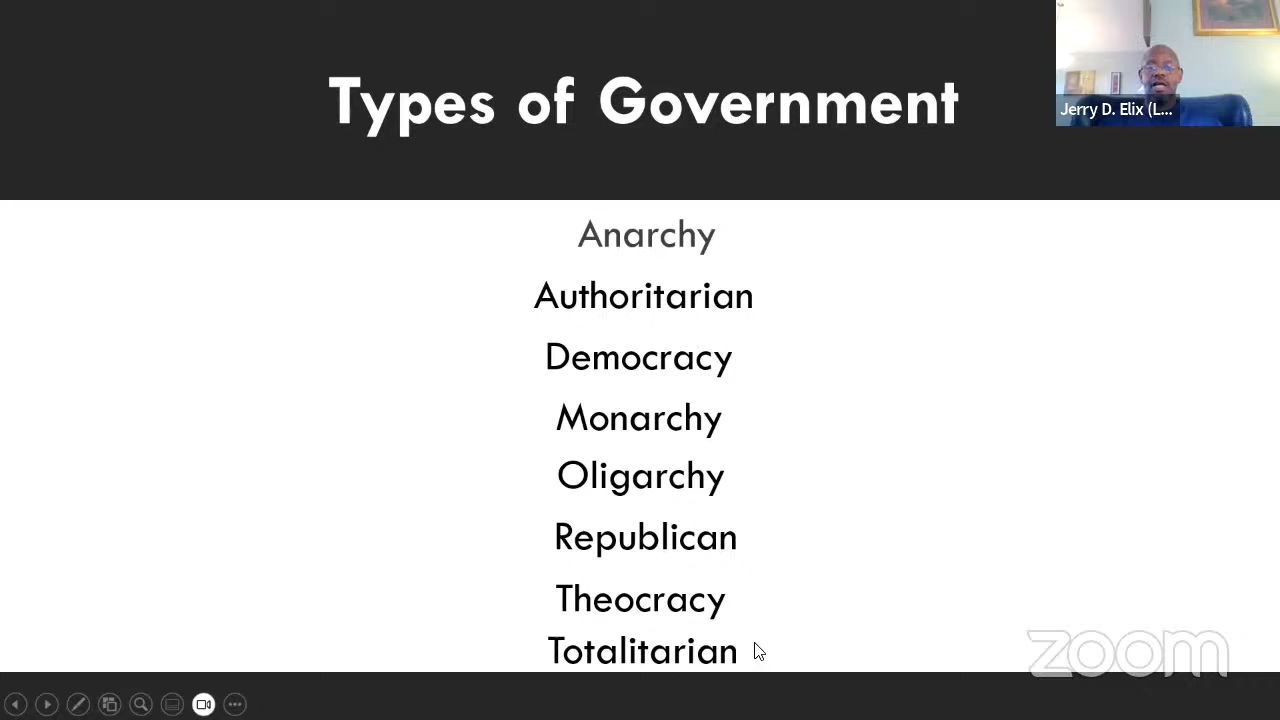 Types of Government
Jerry D. Elix (L...
Anarchy
Authoritarian
Democracy
Monarchy
Oligarchy
Republican
Theocracy
Totalitarian
zoom